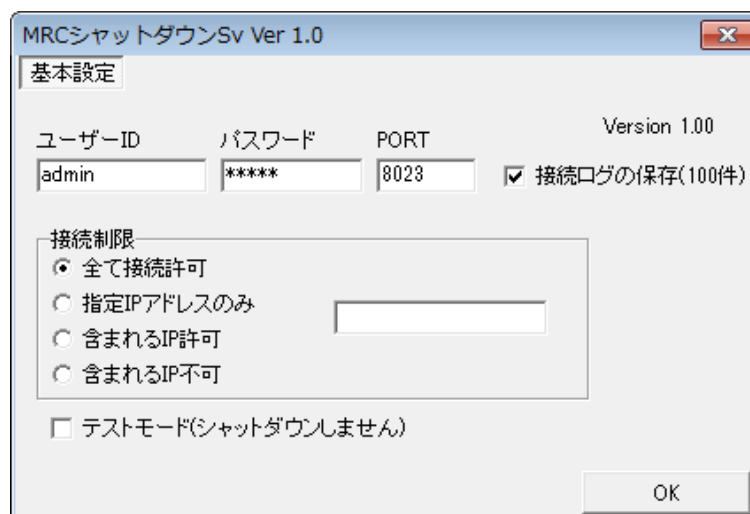 MRCシャットダウンSv Ver 1.0
基本設定
Version 1.00
ユーザーID パスワード PORT
admin ***** 8023 接続ログの保存(100件)
接続制限
全て接続許可
指定IPアドレスのみ
含まれるIP許可
含まれるIP不可
テストモード(シャットダウンしません)
OK